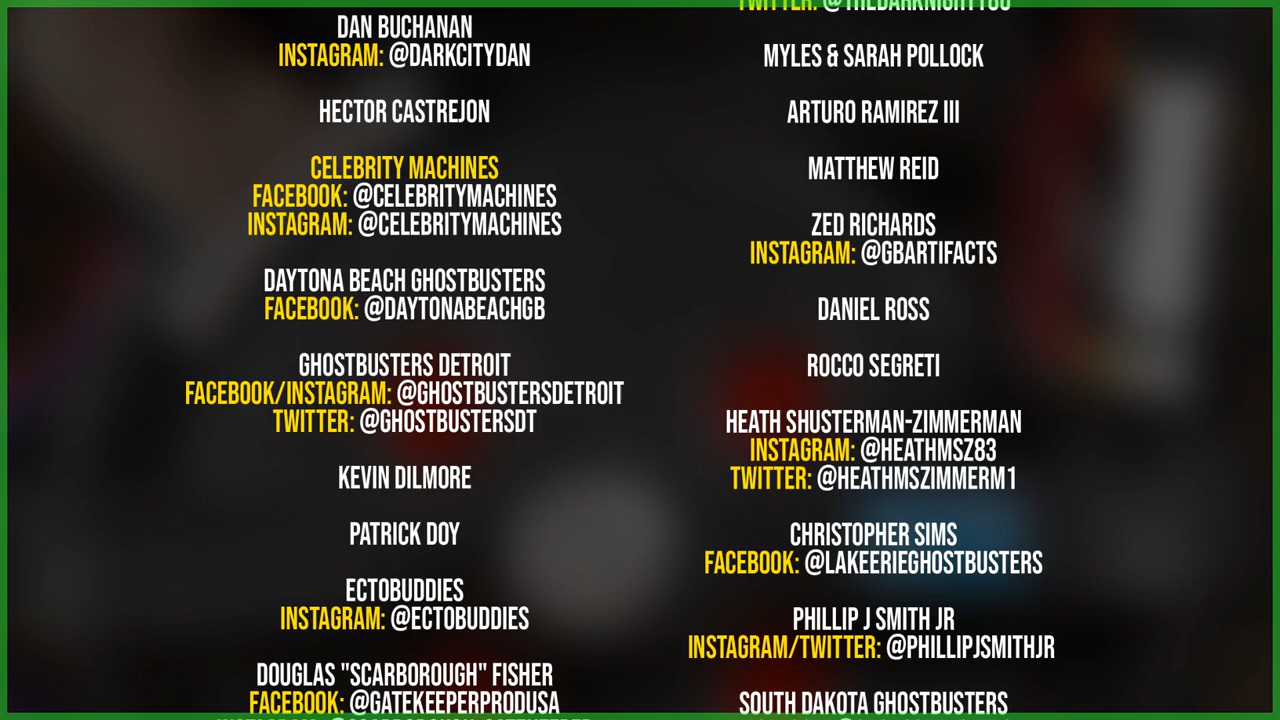 DAN BUCHANAN
INSTAGRAM: @DARKCITYDAN
HECTOR CASTREJON
CELEBRITY MACHINES
FACEBOOK: @CELEBRITYMACHINES
INSTAGRAM: @CELEBRITYMACHINES
DAYTONA BEACH GHOSTBUSTERS
FACEBOOK: @DAYTONABEACHGB
GHOSTBUSTERS DETROIT
FACEBOOK/INSTAGRAM: @GHOSTBUSTERSDETROIT
TWITTER: @GHOSTBUSTERSDT
KEVIN DILMORE
PATRICK DOY
ECTOBUDDIES
INSTAGRAM: @ECTOBUDDIES
DOUGLAS "SCARBOROUGH" FISHER
FACEBOOK: @GATEKEEPERPRODUSA
TWITTER:
MYLES & SARAH POLLOCK
ARTURO RAMIREZ III
MATTHEW REID
ZED RICHARDS
INSTAGRAM: @GBARTIFACTS
DANIEL ROSS
ROCCO SEGRETI
HEATH SHUSTERMAN-ZIMMERMAN
INSTAGRAM: @HEATHMSZ83
TWITTER: @HEATHMSZIMMERM1
CHRISTOPHER SIMS
FACEBOOK: @LAKEERIEGHOSTBUSTERS
PHILLIP J SMITH JR
INSTAGRAM/TWITTER: @PHILLIPJSMITHJR
SOUTH DAKOTA GHOSTBUSTERS